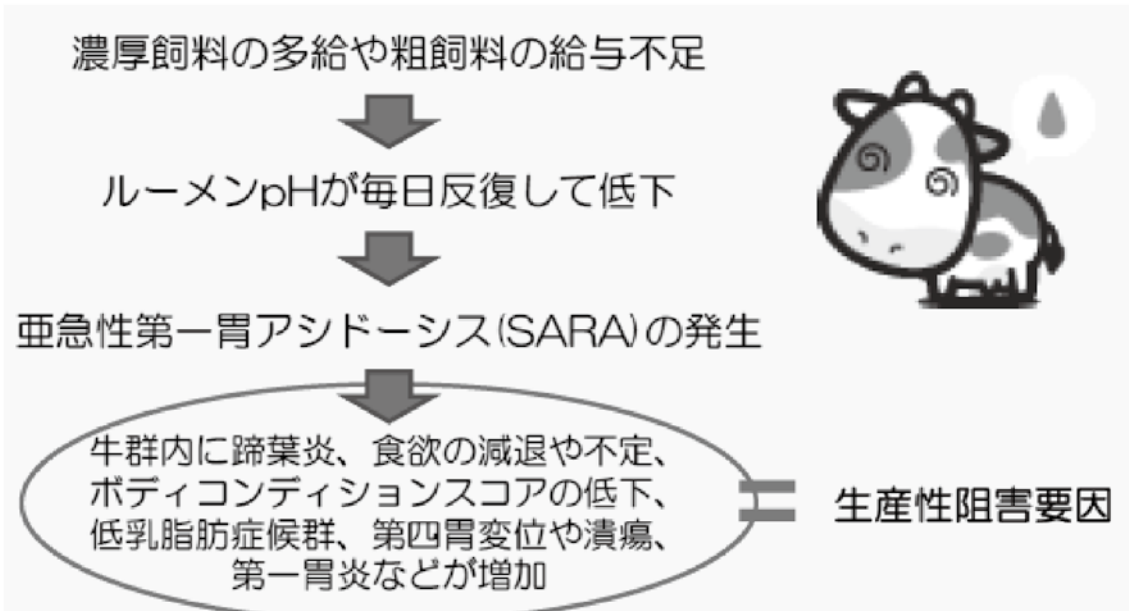 濃厚飼料の多給や粗飼料の給与不足
ルーメンpHが毎日反復して低下
亜急性第一胃アシドーシス(SARA)の発生
牛群内に蹄葉炎、食欲の減退や不定、
ボディコンディションスコアの低下、
低乳脂肪症候群、第四胃変位や潰瘍、
第一胃炎などが増加
＝ 生産性阻害要因